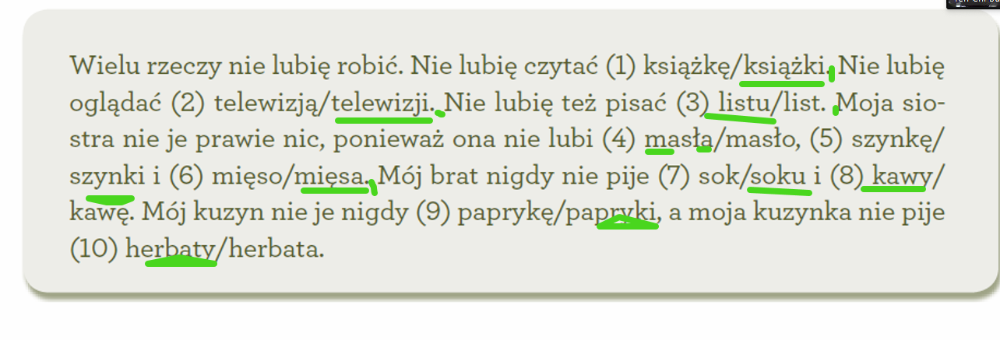 Wielu rzeczy nie lubię robić. Nie lubię czytać (1) książkę/książki. Nie lubię
oglądać (2) telewizją/telewizji. Nie lubię też pisać (3) listu/list. Moja sio-
stra nie je prawie nic, ponieważ ona nie lubi (4) masła/masło, (5) szynkę/
szynki i (6) mięso/mięsa. Mój brat nigdy nie pije (7) sok/soku i (8) kawy/
kawę. Mój kuzyn nie je nigdy (9) paprykę/papryki, a moja kuzynka nie pije
(10) herbaty/herbata.